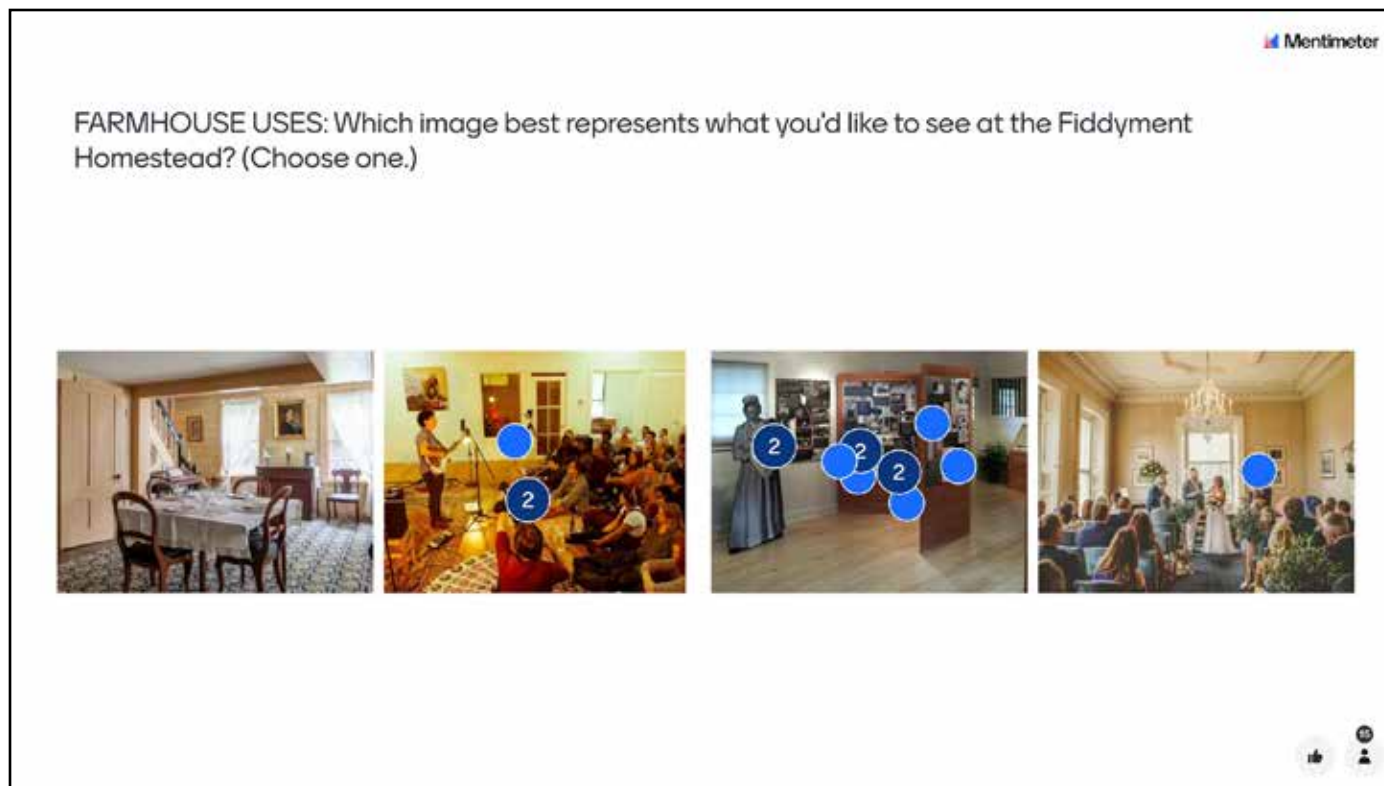 Mentimeter
FARMHOUSE USES: Which image best represents what you'd like to see at the Fiddyment
Homestead? (Choose one.)
2
2
2
2
15